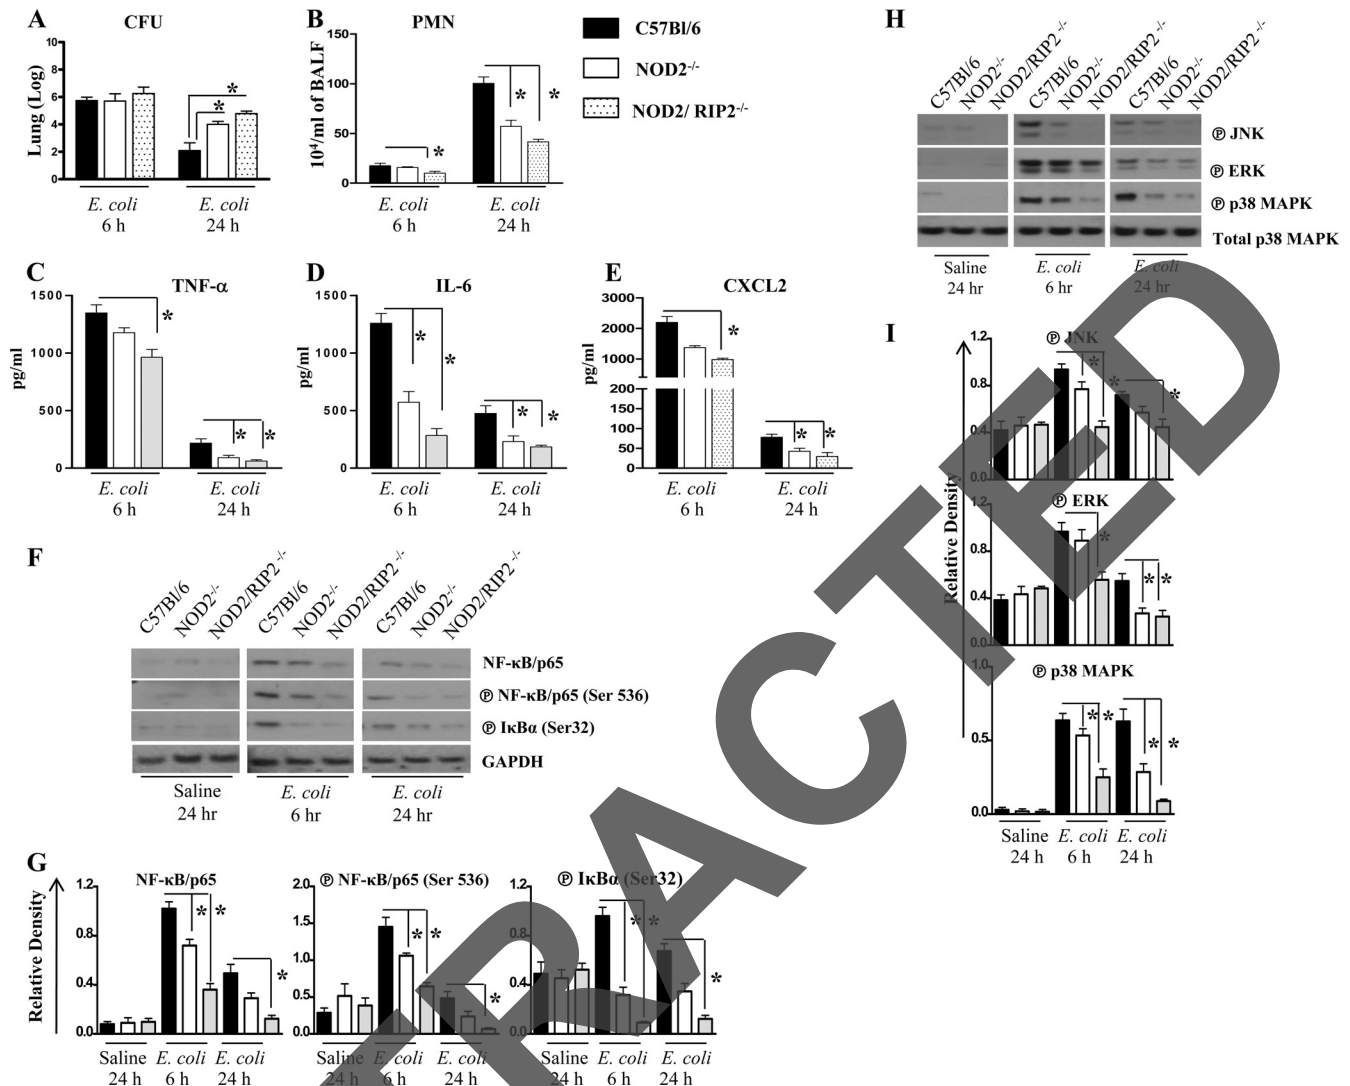 A CFU
Lung (Log)
10
8
6
4
2
0
* *
E. coli E. coli
6 h 24 h
B PMN
10⁴/ml of BALF
150
100
50
0
* * *
E. coli E. coli
6 h 24 h
C57Bl/6
NOD2-/-
NOD2/ RIP2-/-
C TNF-α
pg/ml
1500
1000
500
0
* * *
E. coli E. coli
6 h 24 h
D IL-6
pg/ml
1500
1000
500
0
* * * *
E. coli E. coli
6 h 24 h
E CXCL2
pg/ml
3000
2000
1000
200
150
100
50
0
* * *
E. coli E. coli
6 h 24 h
F
C57Bl/6 NOD2-/- NOD2/RIP2-/- C57Bl/6 NOD2-/- NOD2/RIP2-/- C57Bl/6 NOD2-/- NOD2/RIP2-/-
NF-κB/p65
Ⓟ NF-κB/p65 (Ser 536)
Ⓟ IκBα (Ser32)
GAPDH
Saline E. coli E. coli
24 hr 6 hr 24 hr
G
Relative Density
NF-κB/p65
1.2
0.8
0.4
0.0
* * *
Saline E. coli E. coli
24 h 6 h 24 h
Ⓟ NF-κB/p65 (Ser 536)
2.0
1.5
1.0
0.5
0.0
* * *
Saline E. coli E. coli
24 h 6 h 24 h
Ⓟ IκBα (Ser32)
1.2
0.8
0.4
0.0
* * *
Saline E. coli E. coli
24 h 6 h 24 h
H
C57Bl/6 NOD2-/- NOD2/RIP2-/- C57Bl/6 NOD2-/- NOD2/RIP2-/- C57Bl/6 NOD2-/- NOD2/RIP2-/-
Ⓟ JNK
Ⓟ ERK
Ⓟ p38 MAPK
Total p38 MAPK
Saline E. coli E. coli
24 hr 6 hr 24 hr
I
Relative Density
Ⓟ JNK
1.2
0.8
0.4
0.0
* * *
Ⓟ ERK
1.2
0.8
0.4
0.0
* * *
Ⓟ p38 MAPK
1.0
0.5
0.0
* * * *
Saline E. coli E. coli
24 h 6 h 24 h
TRACTED